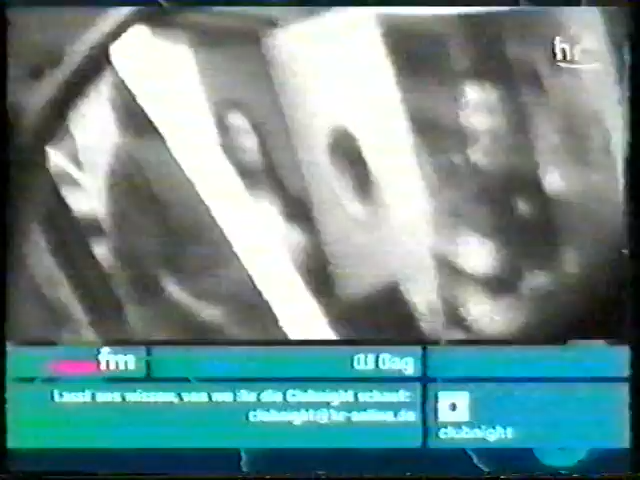 hr
fm
DJ Dag
Lasst uns wissen, von wo ihr die Clubnight schaut:
clubnight@hr-online.de
clubnight